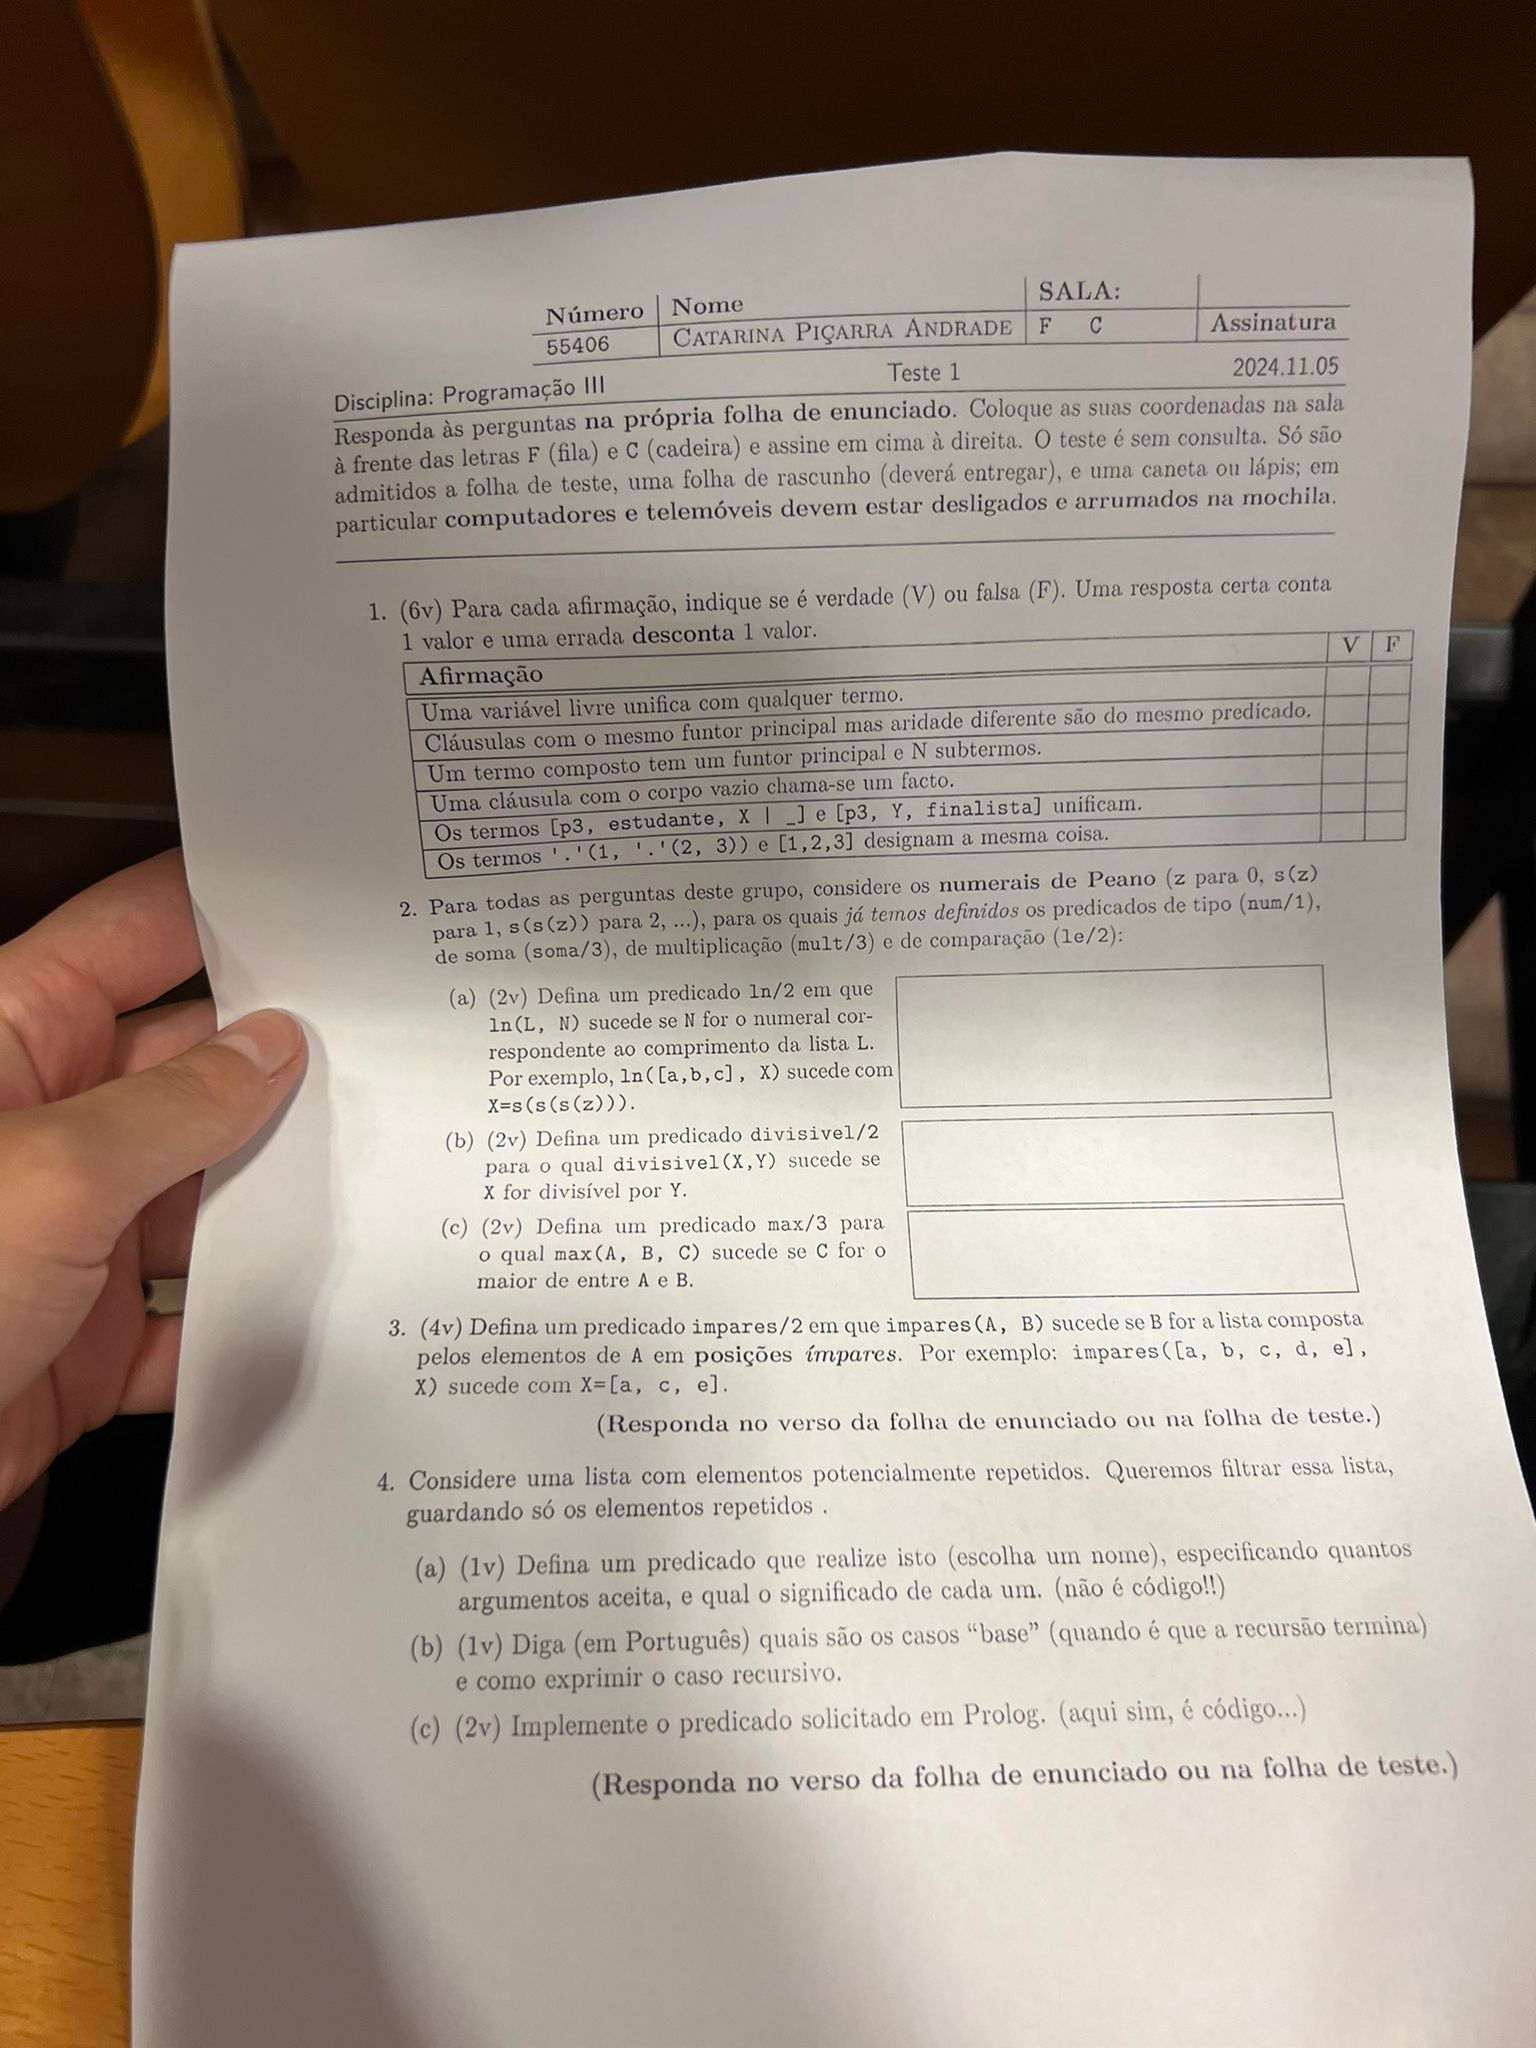 Número Nome SALA:
55406 CATARINA PIÇARRA ANDRADE F C Assinatura
Disciplina: Programação III Teste 1 2024.11.05
Responda às perguntas na própria folha de enunciado. Coloque as suas coordenadas na sala
à frente das letras F (fila) e C (cadeira) e assine em cima à direita. O teste é sem consulta. Só são
admitidos a folha de teste, uma folha de rascunho (deverá entregar), e uma caneta ou lápis; em
particular computadores e telemóveis devem estar desligados e arrumados na mochila.
1. (6v) Para cada afirmação, indique se é verdade (V) ou falsa (F). Uma resposta certa conta
1 valor e uma errada desconta 1 valor.
Afirmação V F
Uma variável livre unifica com qualquer termo.
Cláusulas com o mesmo funtor principal mas aridade diferente são do mesmo predicado.
Um termo composto tem um funtor principal e N subtermos.
Uma cláusula com o corpo vazio chama-se um facto.
Os termos [p3, estudante, X | _] e [p3, Y, finalista] unificam.
Os termos '.'(1, '.'(2, 3)) e [1,2,3] designam a mesma coisa.
2. Para todas as perguntas deste grupo, considere os numerais de Peano (z para 0, s(z)
para 1, s(s(z)) para 2, ...), para os quais já temos definidos os predicados de tipo (num/1),
de soma (soma/3), de multiplicação (mult/3) e de comparação (le/2):
(a) (2v) Defina um predicado ln/2 em que
ln(L, N) sucede se N for o numeral cor-
respondente ao comprimento da lista L.
Por exemplo, ln([a,b,c], X) sucede com
X=s(s(s(z))).
(b) (2v) Defina um predicado divisivel/2
para o qual divisivel(X,Y) sucede se
X for divisível por Y.
(c) (2v) Defina um predicado max/3 para
o qual max(A, B, C) sucede se C for o
maior de entre A e B.
3. (4v) Defina um predicado impares/2 em que impares(A, B) sucede se B for a lista composta
pelos elementos de A em posições ímpares. Por exemplo: impares([a, b, c, d, e],
X) sucede com X=[a, c, e].
(Responda no verso da folha de enunciado ou na folha de teste.)
4. Considere uma lista com elementos potencialmente repetidos. Queremos filtrar essa lista,
guardando só os elementos repetidos .
(a) (1v) Defina um predicado que realize isto (escolha um nome), especificando quantos
argumentos aceita, e qual o significado de cada um. (não é código!!)
(b) (1v) Diga (em Português) quais são os casos “base” (quando é que a recursão termina)
e como exprimir o caso recursivo.
(c) (2v) Implemente o predicado solicitado em Prolog. (aqui sim, é código...)
(Responda no verso da folha de enunciado ou na folha de teste.)